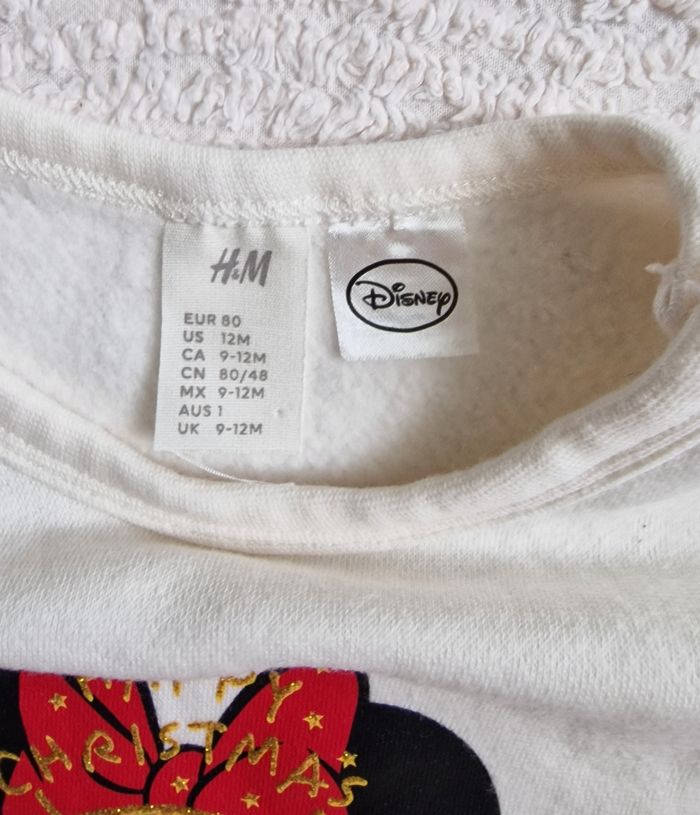 H&M
EUR 80
US 12M
CA 9-12M
CN 80/48
MX 9-12M
AUS 1
UK 9-12M
Disney
CHRISTMAS